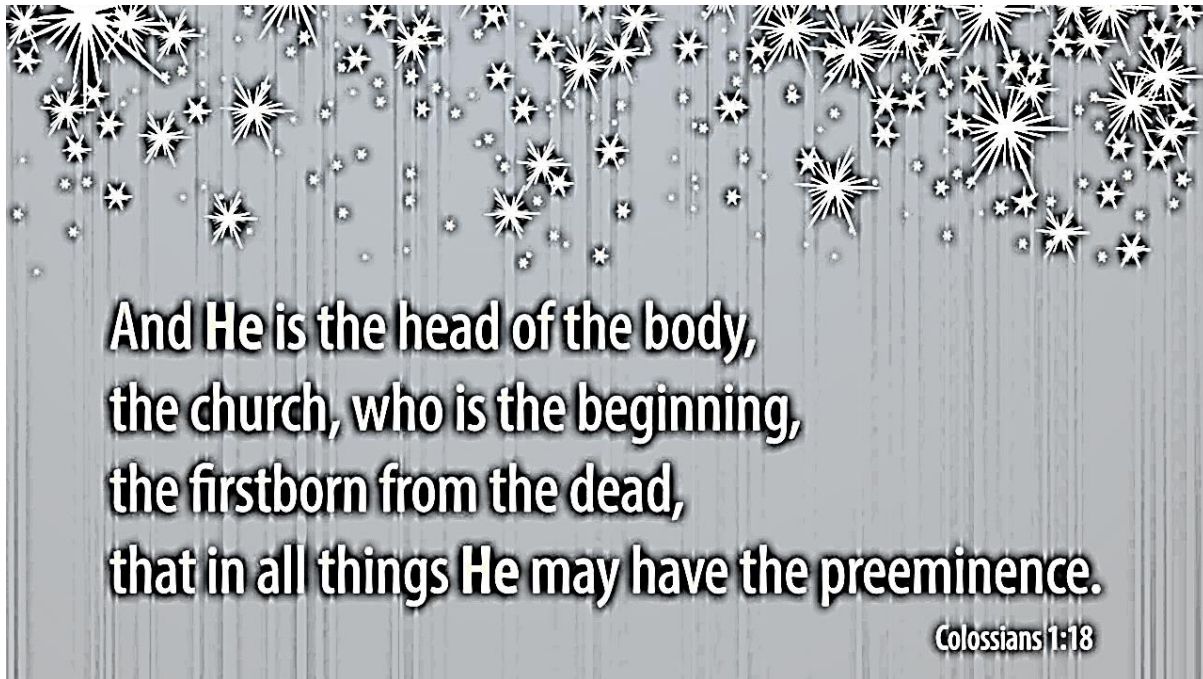 And He is the head of the body,
the church, who is the beginning,
the firstborn from the dead,
that in all things He may have the preeminence.
Colossians 1:18